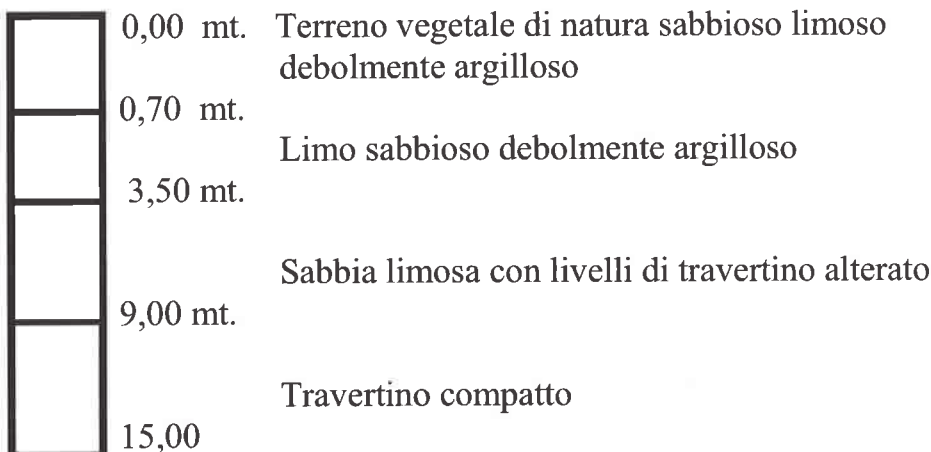 0,00 mt. Terreno vegetale di natura sabbioso limoso
debolmente argilloso
0,70 mt.
Limo sabbioso debolmente argilloso
3,50 mt.
Sabbia limosa con livelli di travertino alterato
9,00 mt.
Travertino compatto
15,00